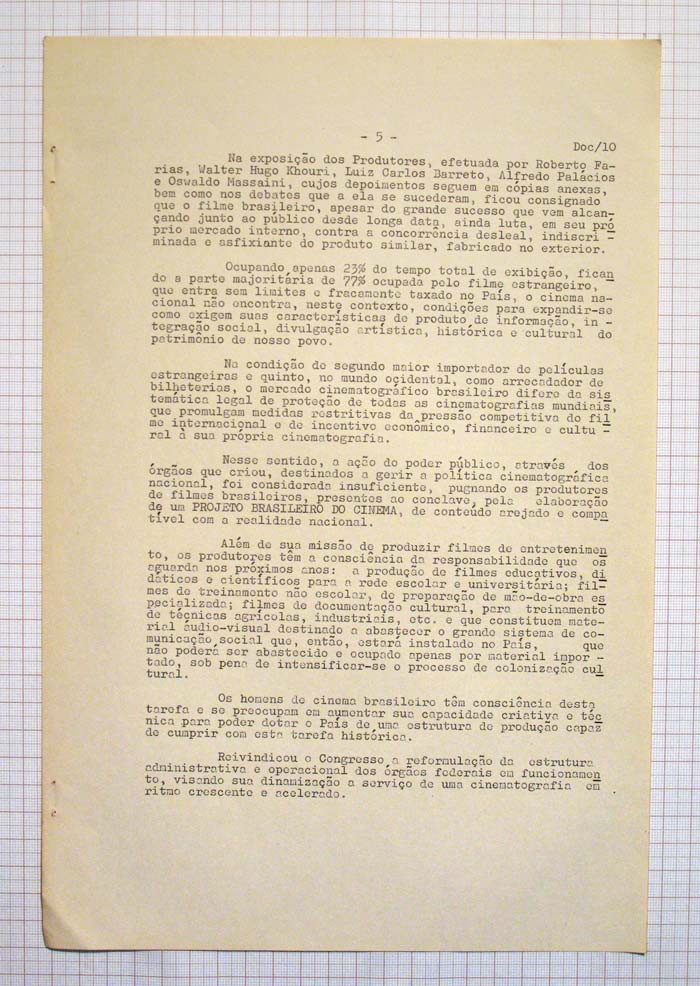 - 5 -
Doc/10
Na exposição dos Produtores, efetuada por Roberto Fa-
rias, Walter Hugo Khouri, Luiz Carlos Barreto, Alfredo Palácios
e Oswaldo Massaini, cujos depoimentos seguem em cópias anexas,
bem como nos debates que a ela se sucederam, ficou consignado
que o filme brasileiro, apesar do grande sucesso que vem alcan-
çando junto ao público desde longa data, ainda luta, em seu pró
prio mercado interno, contra a concorrência desleal, indiscri -
minada e asfixiante do produto similar, fabricado no exterior.
Ocupando apenas 23% do tempo total de exibição, fican
do a parte majoritária de 77% ocupada pelo filme estrangeiro, -
que entra sem limites e fracamente taxado no País, o cinema na-
cional não encontra, neste contexto, condições para expandir-se
como exigem suas características de produto de informação, in -
tegração social, divulgação artística, histórica e cultural do
patrimônio de nosso povo.
Na condição de segundo maior importador de películas
estrangeiras e quinto, no mundo ocidental, como arrecadador de
bilheterias, o mercado cinematográfico brasileiro difere da sis
temática legal de proteção de todas as cinematografias mundiais,
que promulgam medidas restritivas da pressão competitiva do fil
me internacional e de incentivo econômico, financeiro e cultu -
ral à sua própria cinematografia.
Nesse sentido, a ação do poder público, através dos
órgãos que criou, destinados a gerir a política cinematográfica
nacional, foi considerada insuficiente, pugnando os produtores
de filmes brasileiros, presentes ao conclave, pela elaboração
de um PROJETO BRASILEIRO DO CINEMA, de conteúdo arejado e compa
tível com a realidade nacional.
Além de sua missão de produzir filmes de entretenimen
to, os produtores têm a consciência da responsabilidade que os
aguarda nos próximos anos: a produção de filmes educativos, di
dáticos e científicos para a rede escolar e universitária; fil-
mes de treinamento não escolar, de preparação de mão-de-obra es
pecializada; filmes de documentação cultural, para treinamento
de técnicas agrícolas, industriais, etc. e que constituem mate-
rial áudio-visual destinado a abastecer o grande sistema de co-
municação social que, então, estará instalado no País, que
não poderá ser abastecido e ocupado apenas por material impor -
tado, sob pena de intensificar-se o processo de colonização cul
tural.
Os homens de cinema brasileiro têm consciência desta
tarefa e se preocupam em aumentar sua capacidade criativa e téc
nica para poder dotar o País de uma estrutura de produção capaz
de cumprir com esta tarefa histórica.
Reivindicou o Congresso a reformulação da estrutura
administrativa e operacional dos órgãos federais em funcionamen
to, visando sua dinamização a serviço de uma cinematografia em
ritmo crescente e acelerado.